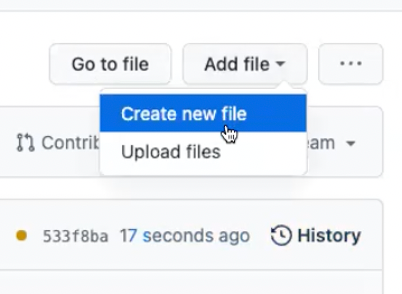 Go to file Add file ...
Create new file
Contrib eam
Upload files
533f8ba 17 seconds ago History